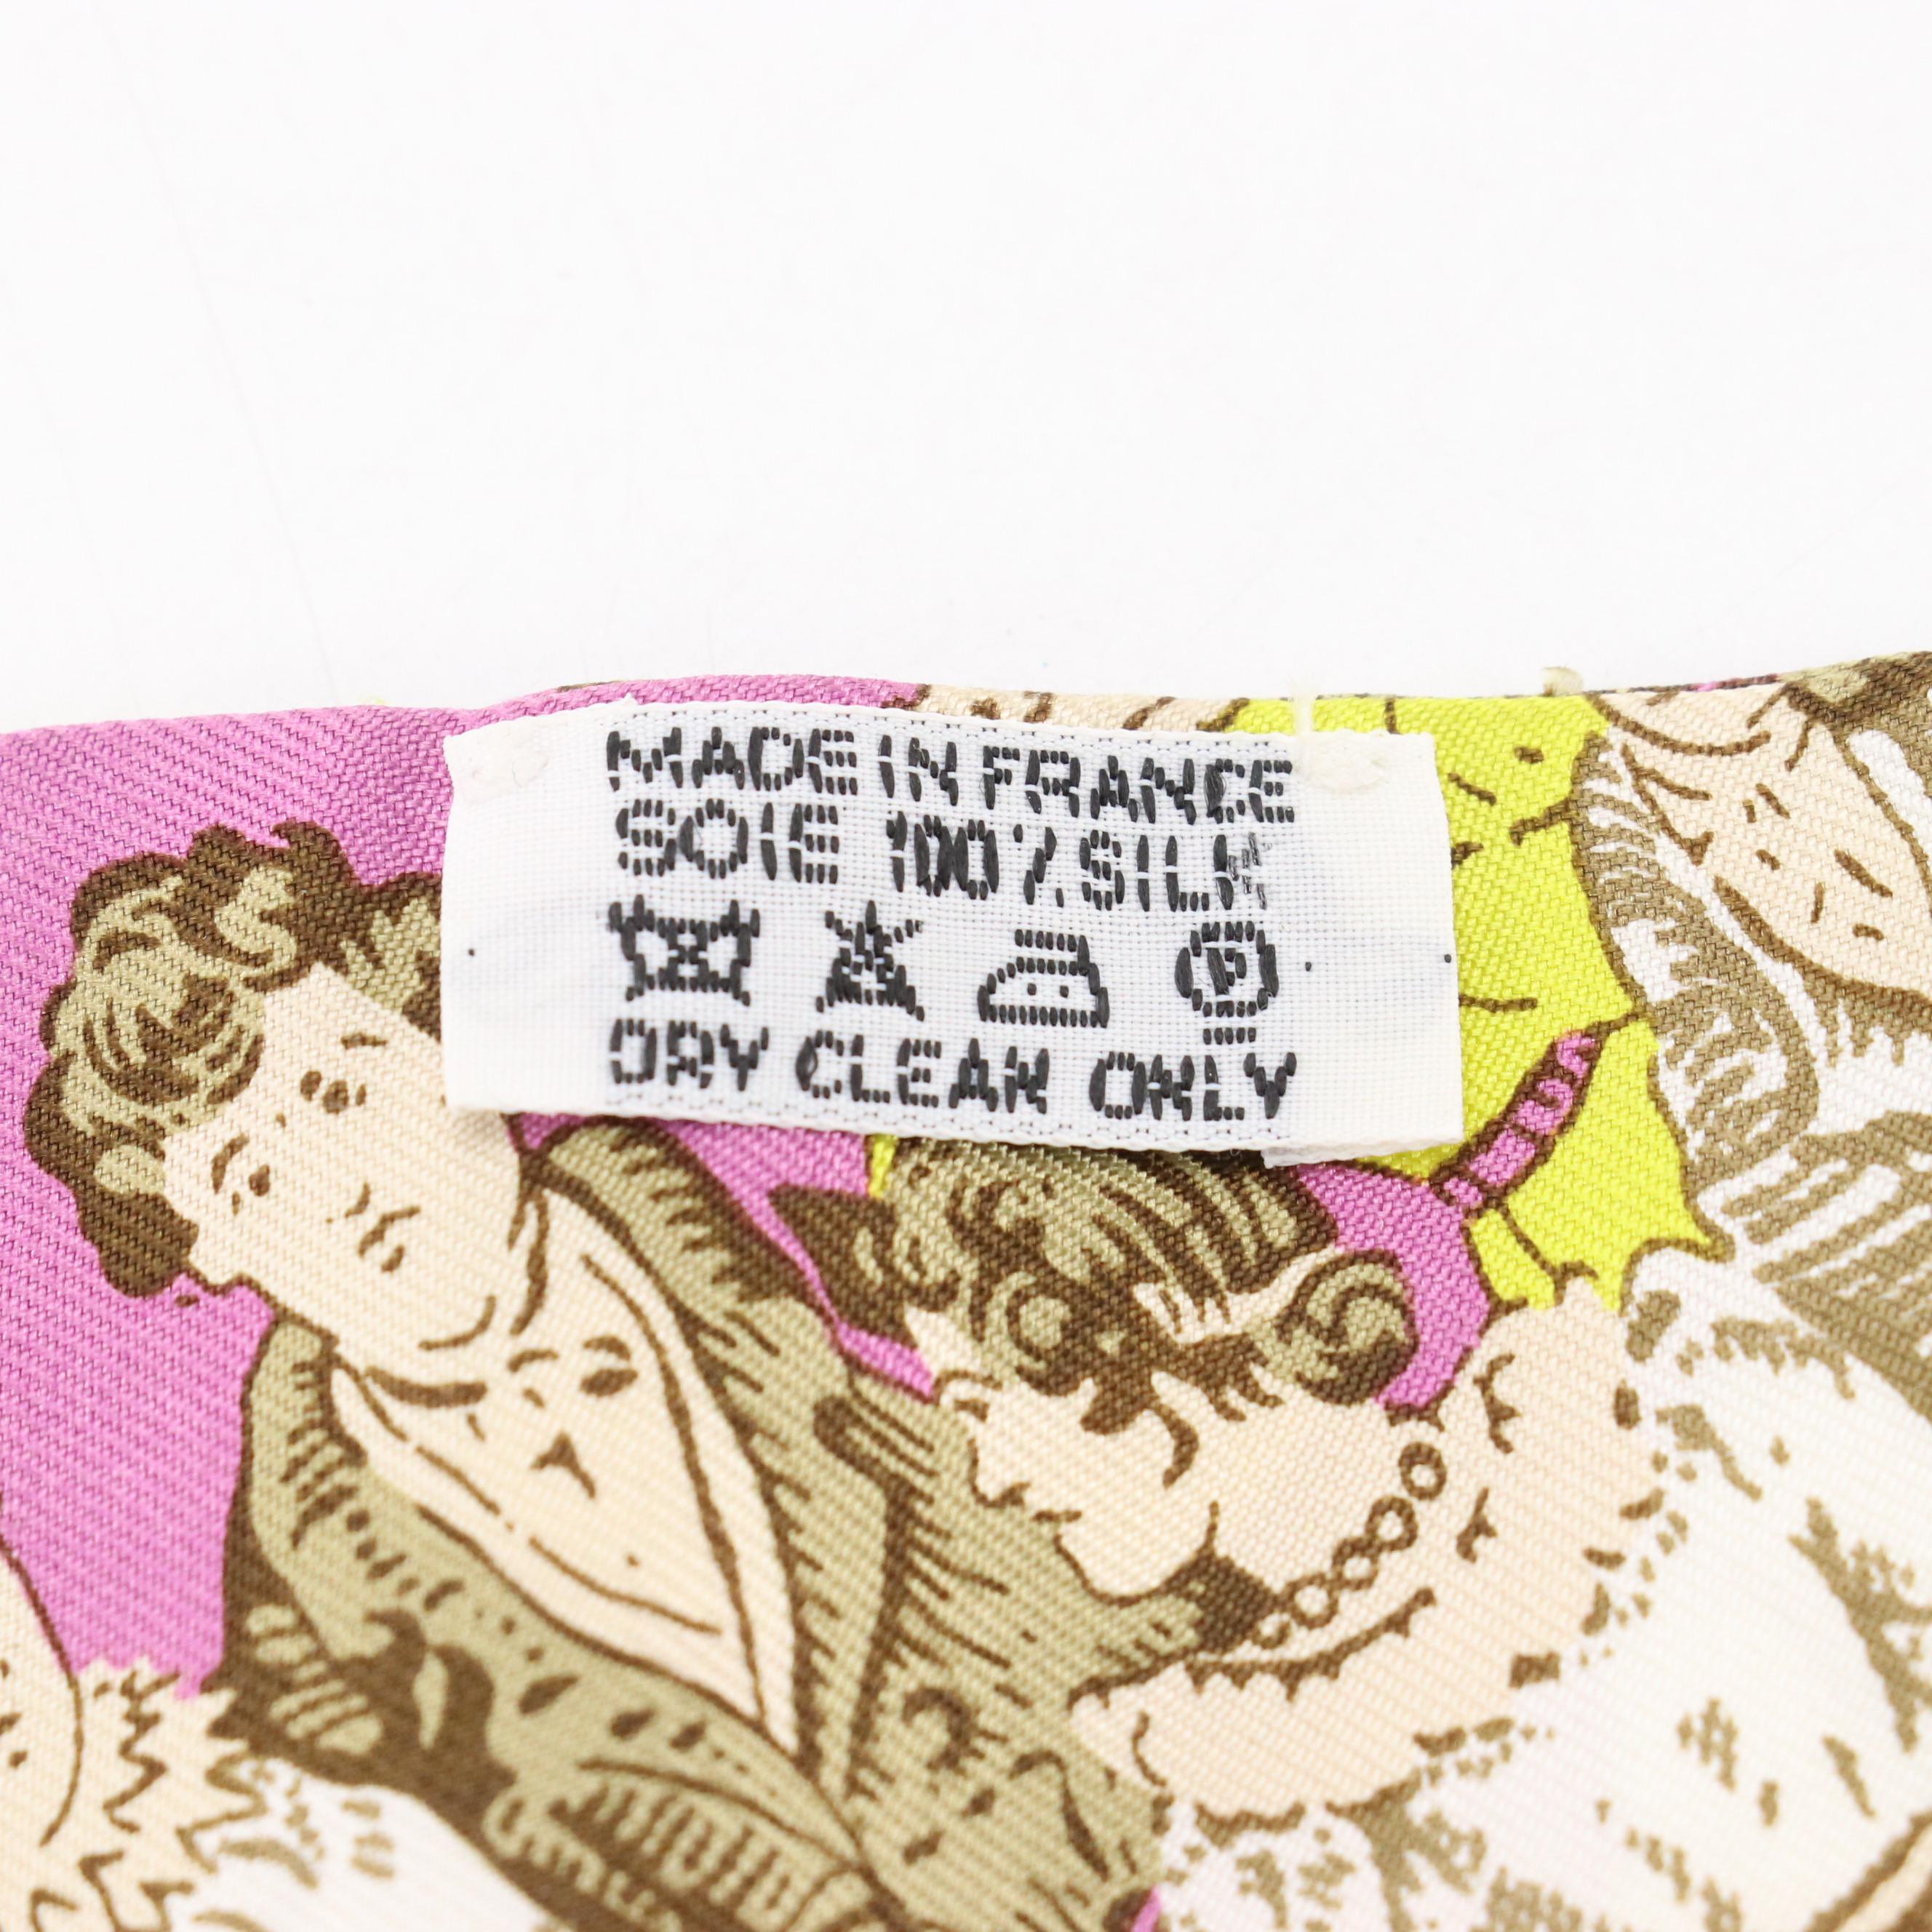 MADE IN FRANCE
SOIE 100% SILK
P
DRY CLEAN ONLY